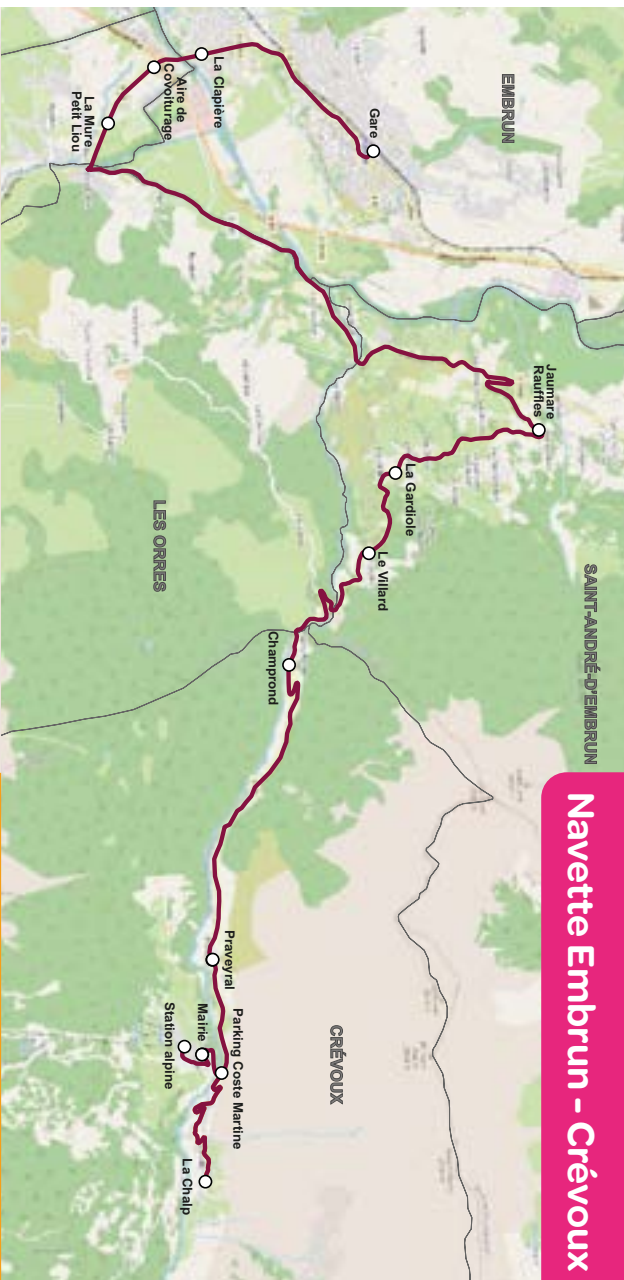 Navette Embrun - Crévoux
EMBRUN
SAINT-ANDRÉ-D'EMBRUN
LES ORRES
CRÉVOUX
Gare
La Clapière
Aire de
Covoiturage
La Mure
Petit Liou
Jaumare
Rauffles
La Gardiole
Le Villard
Champrond
Praveyral
Parking Coste Martine
Mairie
Station alpine
La Chalp